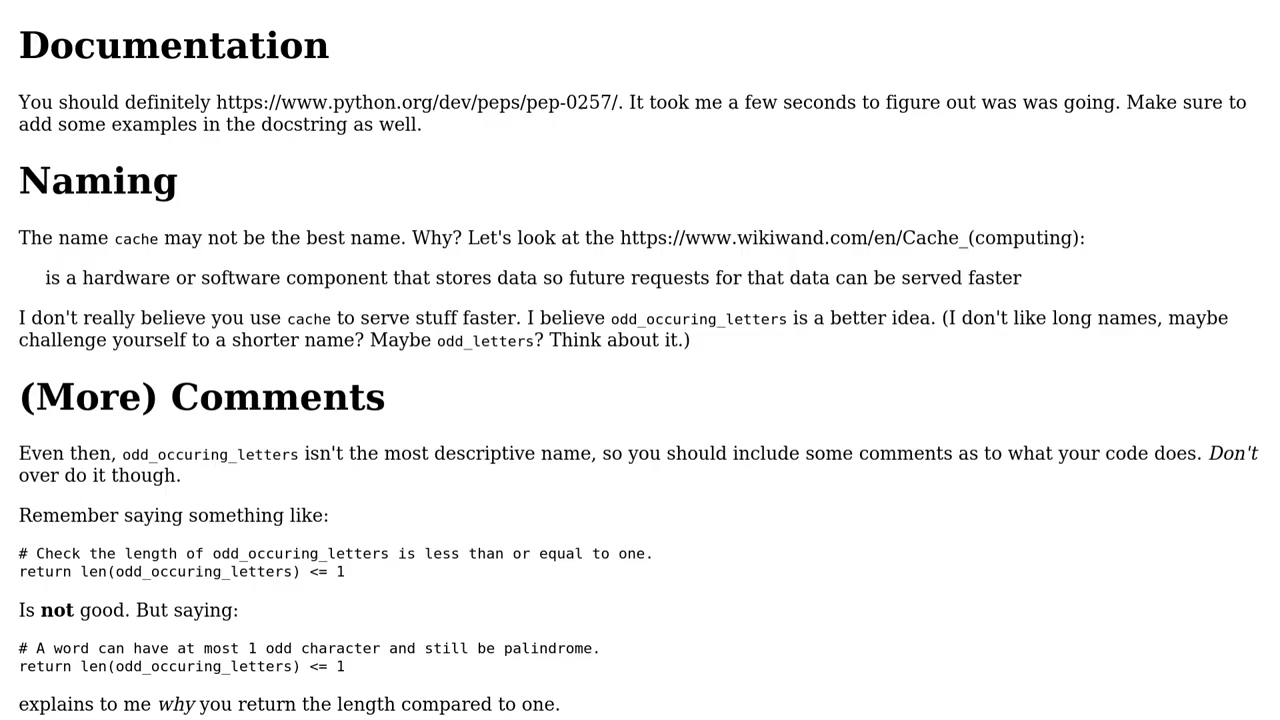 Documentation
You should definitely https://www.python.org/dev/peps/pep-0257/. It took me a few seconds to figure out was was going. Make sure to
add some examples in the docstring as well.
Naming
The name cache may not be the best name. Why? Let's look at the https://www.wikiwand.com/en/Cache_(computing):
is a hardware or software component that stores data so future requests for that data can be served faster
I don't really believe you use cache to serve stuff faster. I believe odd_occuring_letters is a better idea. (I don't like long names, maybe
challenge yourself to a shorter name? Maybe odd_letters? Think about it.)
(More) Comments
Even then, odd_occuring_letters isn't the most descriptive name, so you should include some comments as to what your code does. Don't
over do it though.
Remember saying something like:
# Check the length of odd_occuring_letters is less than or equal to one.
return len(odd_occuring_letters) <= 1
Is not good. But saying:
# A word can have at most 1 odd character and still be palindrome.
return len(odd_occuring_letters) <= 1
explains to me why you return the length compared to one.